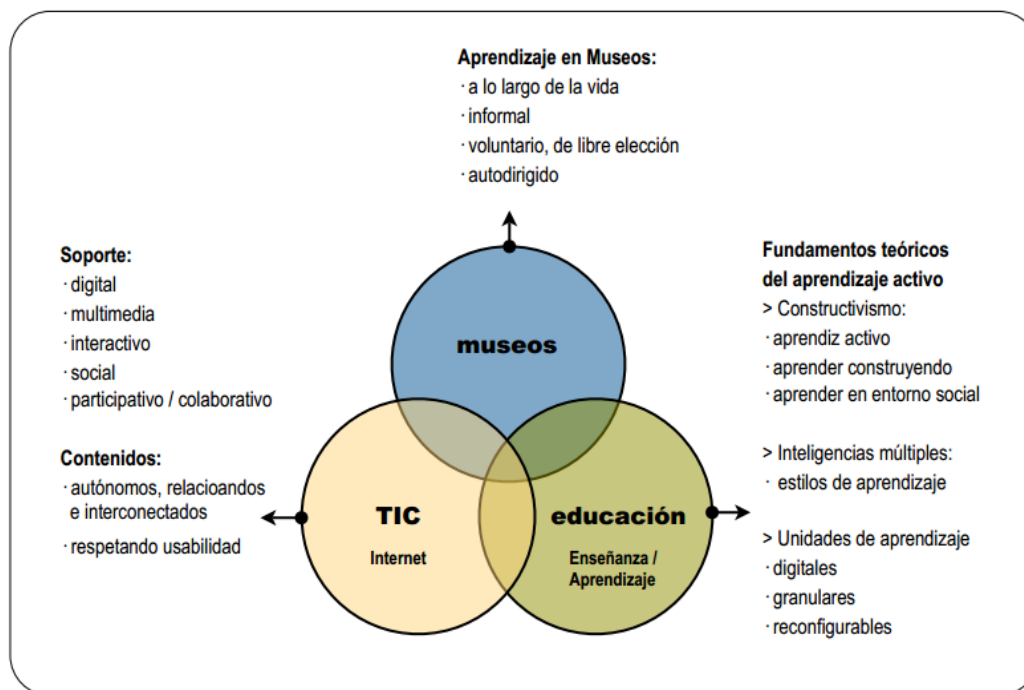 Aprendizaje en Museos:
· a lo largo de la vida
· informal
· voluntario, de libre elección
· autodirigido
Soporte:
· digital
· multimedia
· interactivo
· social
· participativo / colaborativo
Contenidos:
· autónomos, relacioandos
e interconectados
· respetando usabilidad
museos
TIC
Internet
educación
Enseñanza /
Aprendizaje
Fundamentos teóricos
del aprendizaje activo
> Constructivismo:
· aprendiz activo
· aprender construyendo
· aprender en entorno social
> Inteligencias múltiples:
· estilos de aprendizaje
> Unidades de aprendizaje
· digitales
· granulares
· reconfigurables